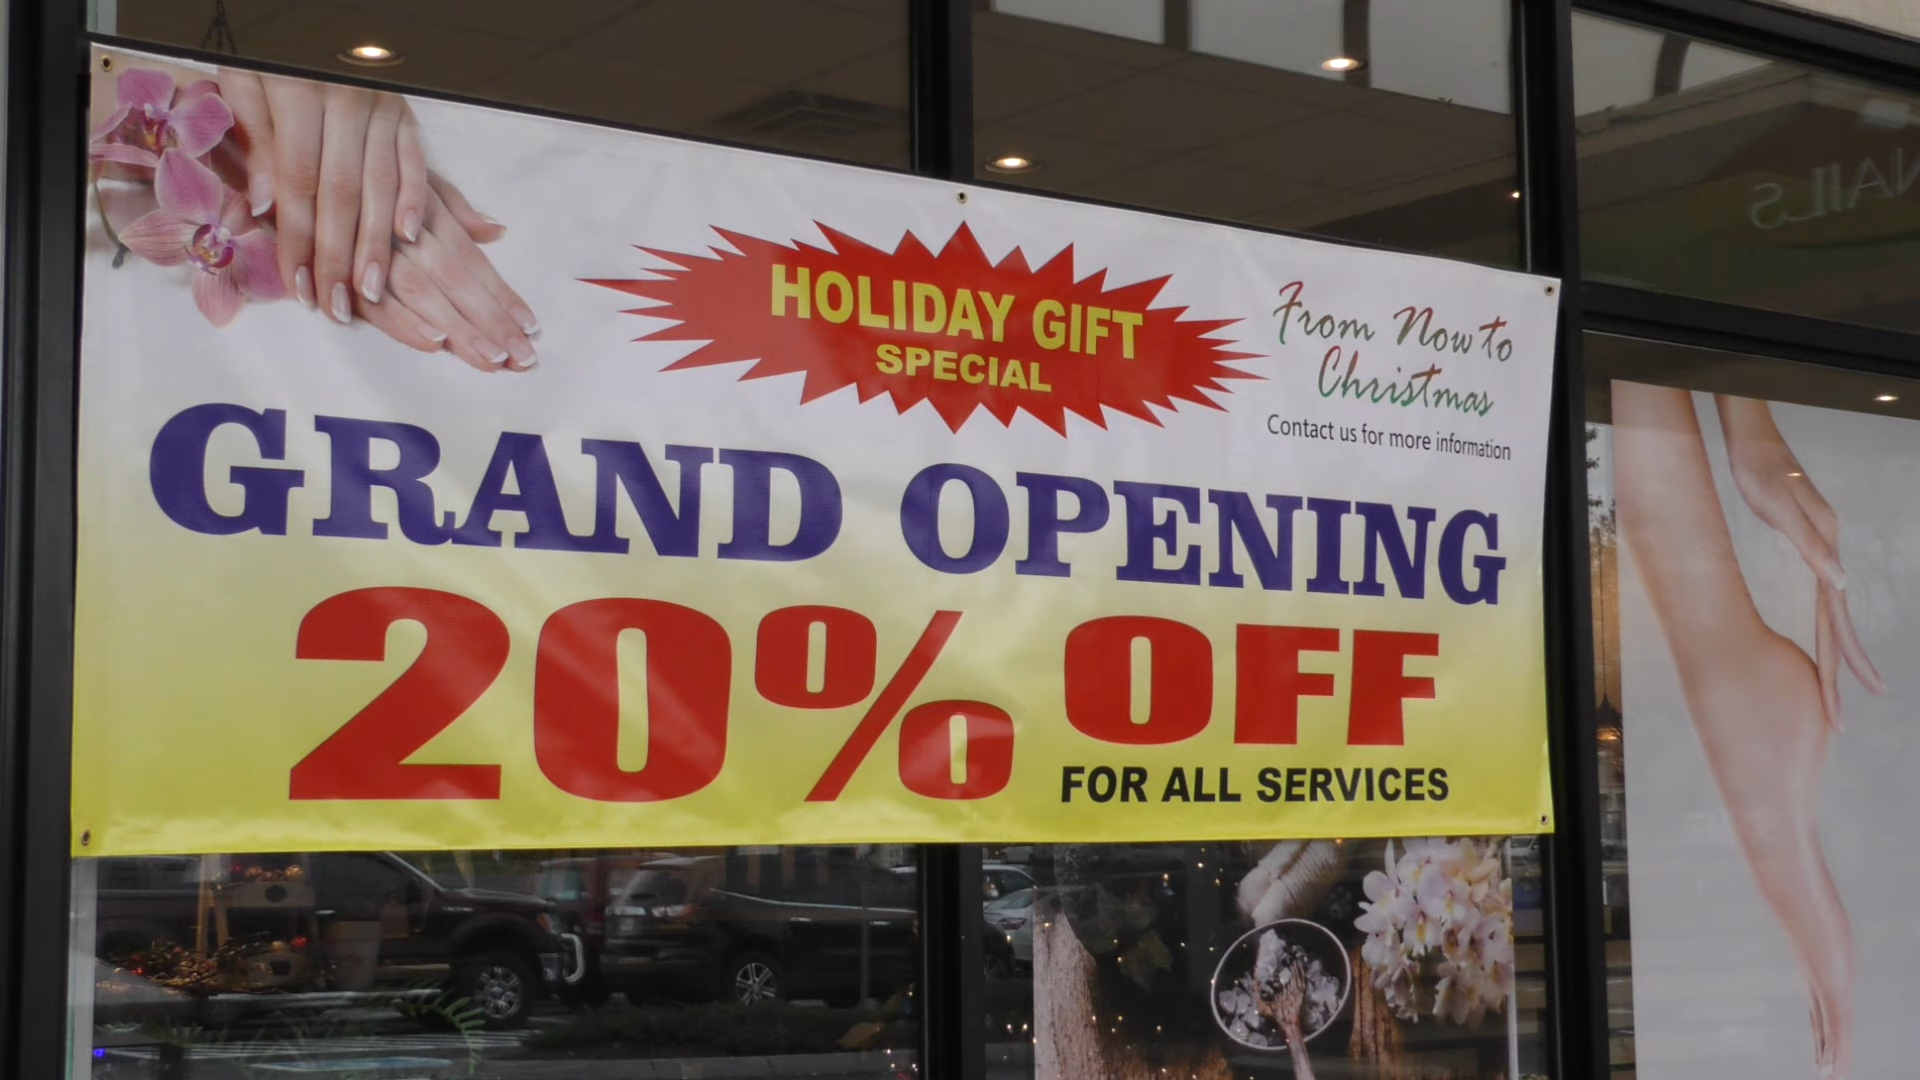 HOLIDAY GIFT
SPECIAL
From Now to
Christmas
Contact us for more information
GRAND OPENING
20% OFF
FOR ALL SERVICES
NAILS